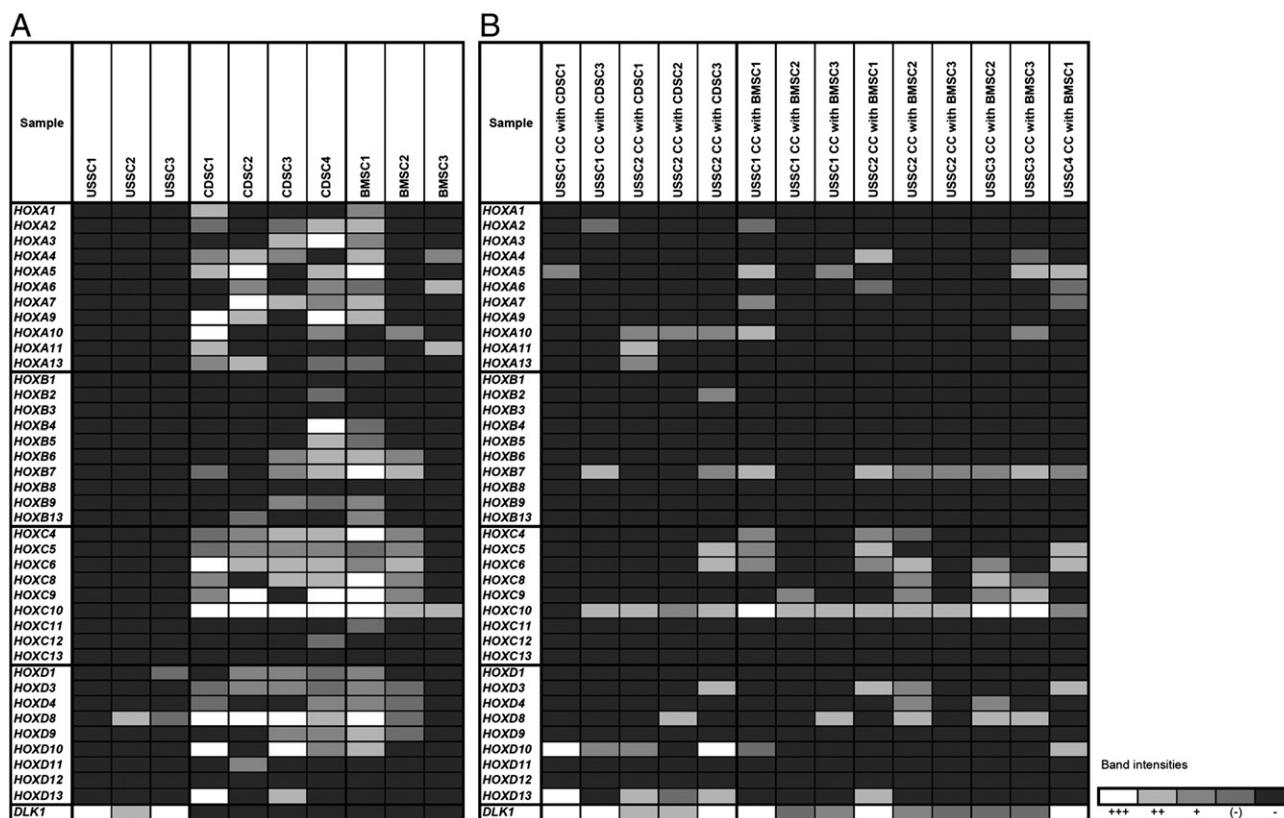 A
B
Sample
USSC1
USSC2
USSC3
CDSC1
CDSC2
CDSC3
CDSC4
BMSC1
BMSC2
BMSC3
HOXA1
HOXA2
HOXA3
HOXA4
HOXA5
HOXA6
HOXA7
HOXA9
HOXA10
HOXA11
HOXA13
HOXB1
HOXB2
HOXB3
HOXB4
HOXB5
HOXB6
HOXB7
HOXB8
HOXB9
HOXB13
HOXC4
HOXC5
HOXC6
HOXC8
HOXC9
HOXC10
HOXC11
HOXC12
HOXC13
HOXD1
HOXD3
HOXD4
HOXD8
HOXD9
HOXD10
HOXD11
HOXD12
HOXD13
DLK1
Sample
USSC1 CC with CDSC1
USSC1 CC with CDSC3
USSC2 CC with CDSC1
USSC2 CC with CDSC2
USSC2 CC with CDSC3
USSC1 CC with BMSC1
USSC1 CC with BMSC2
USSC1 CC with BMSC3
USSC2 CC with BMSC1
USSC2 CC with BMSC2
USSC2 CC with BMSC3
USSC3 CC with BMSC2
USSC3 CC with BMSC3
USSC4 CC with BMSC1
HOXA1
HOXA2
HOXA3
HOXA4
HOXA5
HOXA6
HOXA7
HOXA9
HOXA10
HOXA11
HOXA13
HOXB1
HOXB2
HOXB3
HOXB4
HOXB5
HOXB6
HOXB7
HOXB8
HOXB9
HOXB13
HOXC4
HOXC5
HOXC6
HOXC8
HOXC9
HOXC10
HOXC11
HOXC12
HOXC13
HOXD1
HOXD3
HOXD4
HOXD8
HOXD9
HOXD10
HOXD11
HOXD12
HOXD13
DLK1
Band intensities
+++ ++ + (-) -